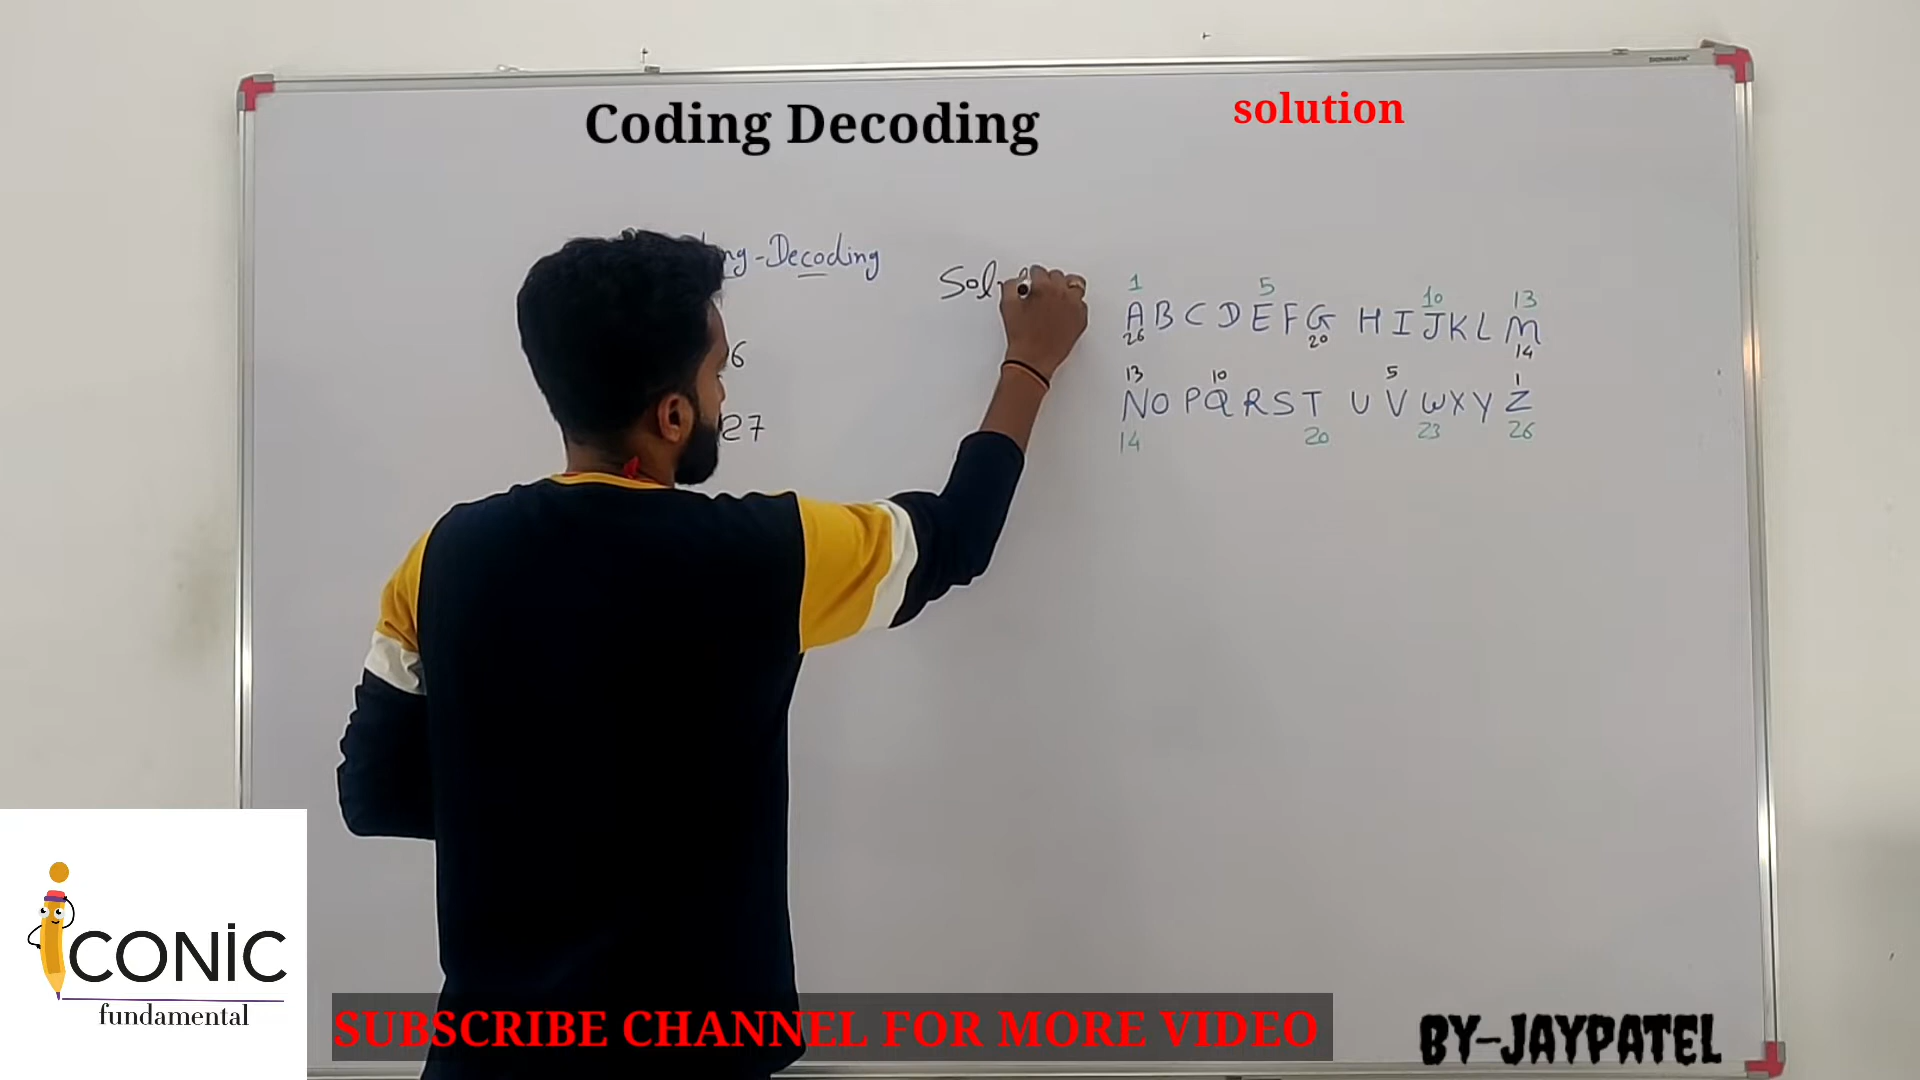 Coding Decoding
solution
ng-Decoding
1 5 10 13
A B C D E F G H I J K L M
26 20 14
6
13 10 5 1
N O P Q R S T U V W X Y Z
14 20 23 26
27
iCONiC
fundamental
SUBSCRIBE CHANNEL FOR MORE VIDEO
BY-JAYPATEL